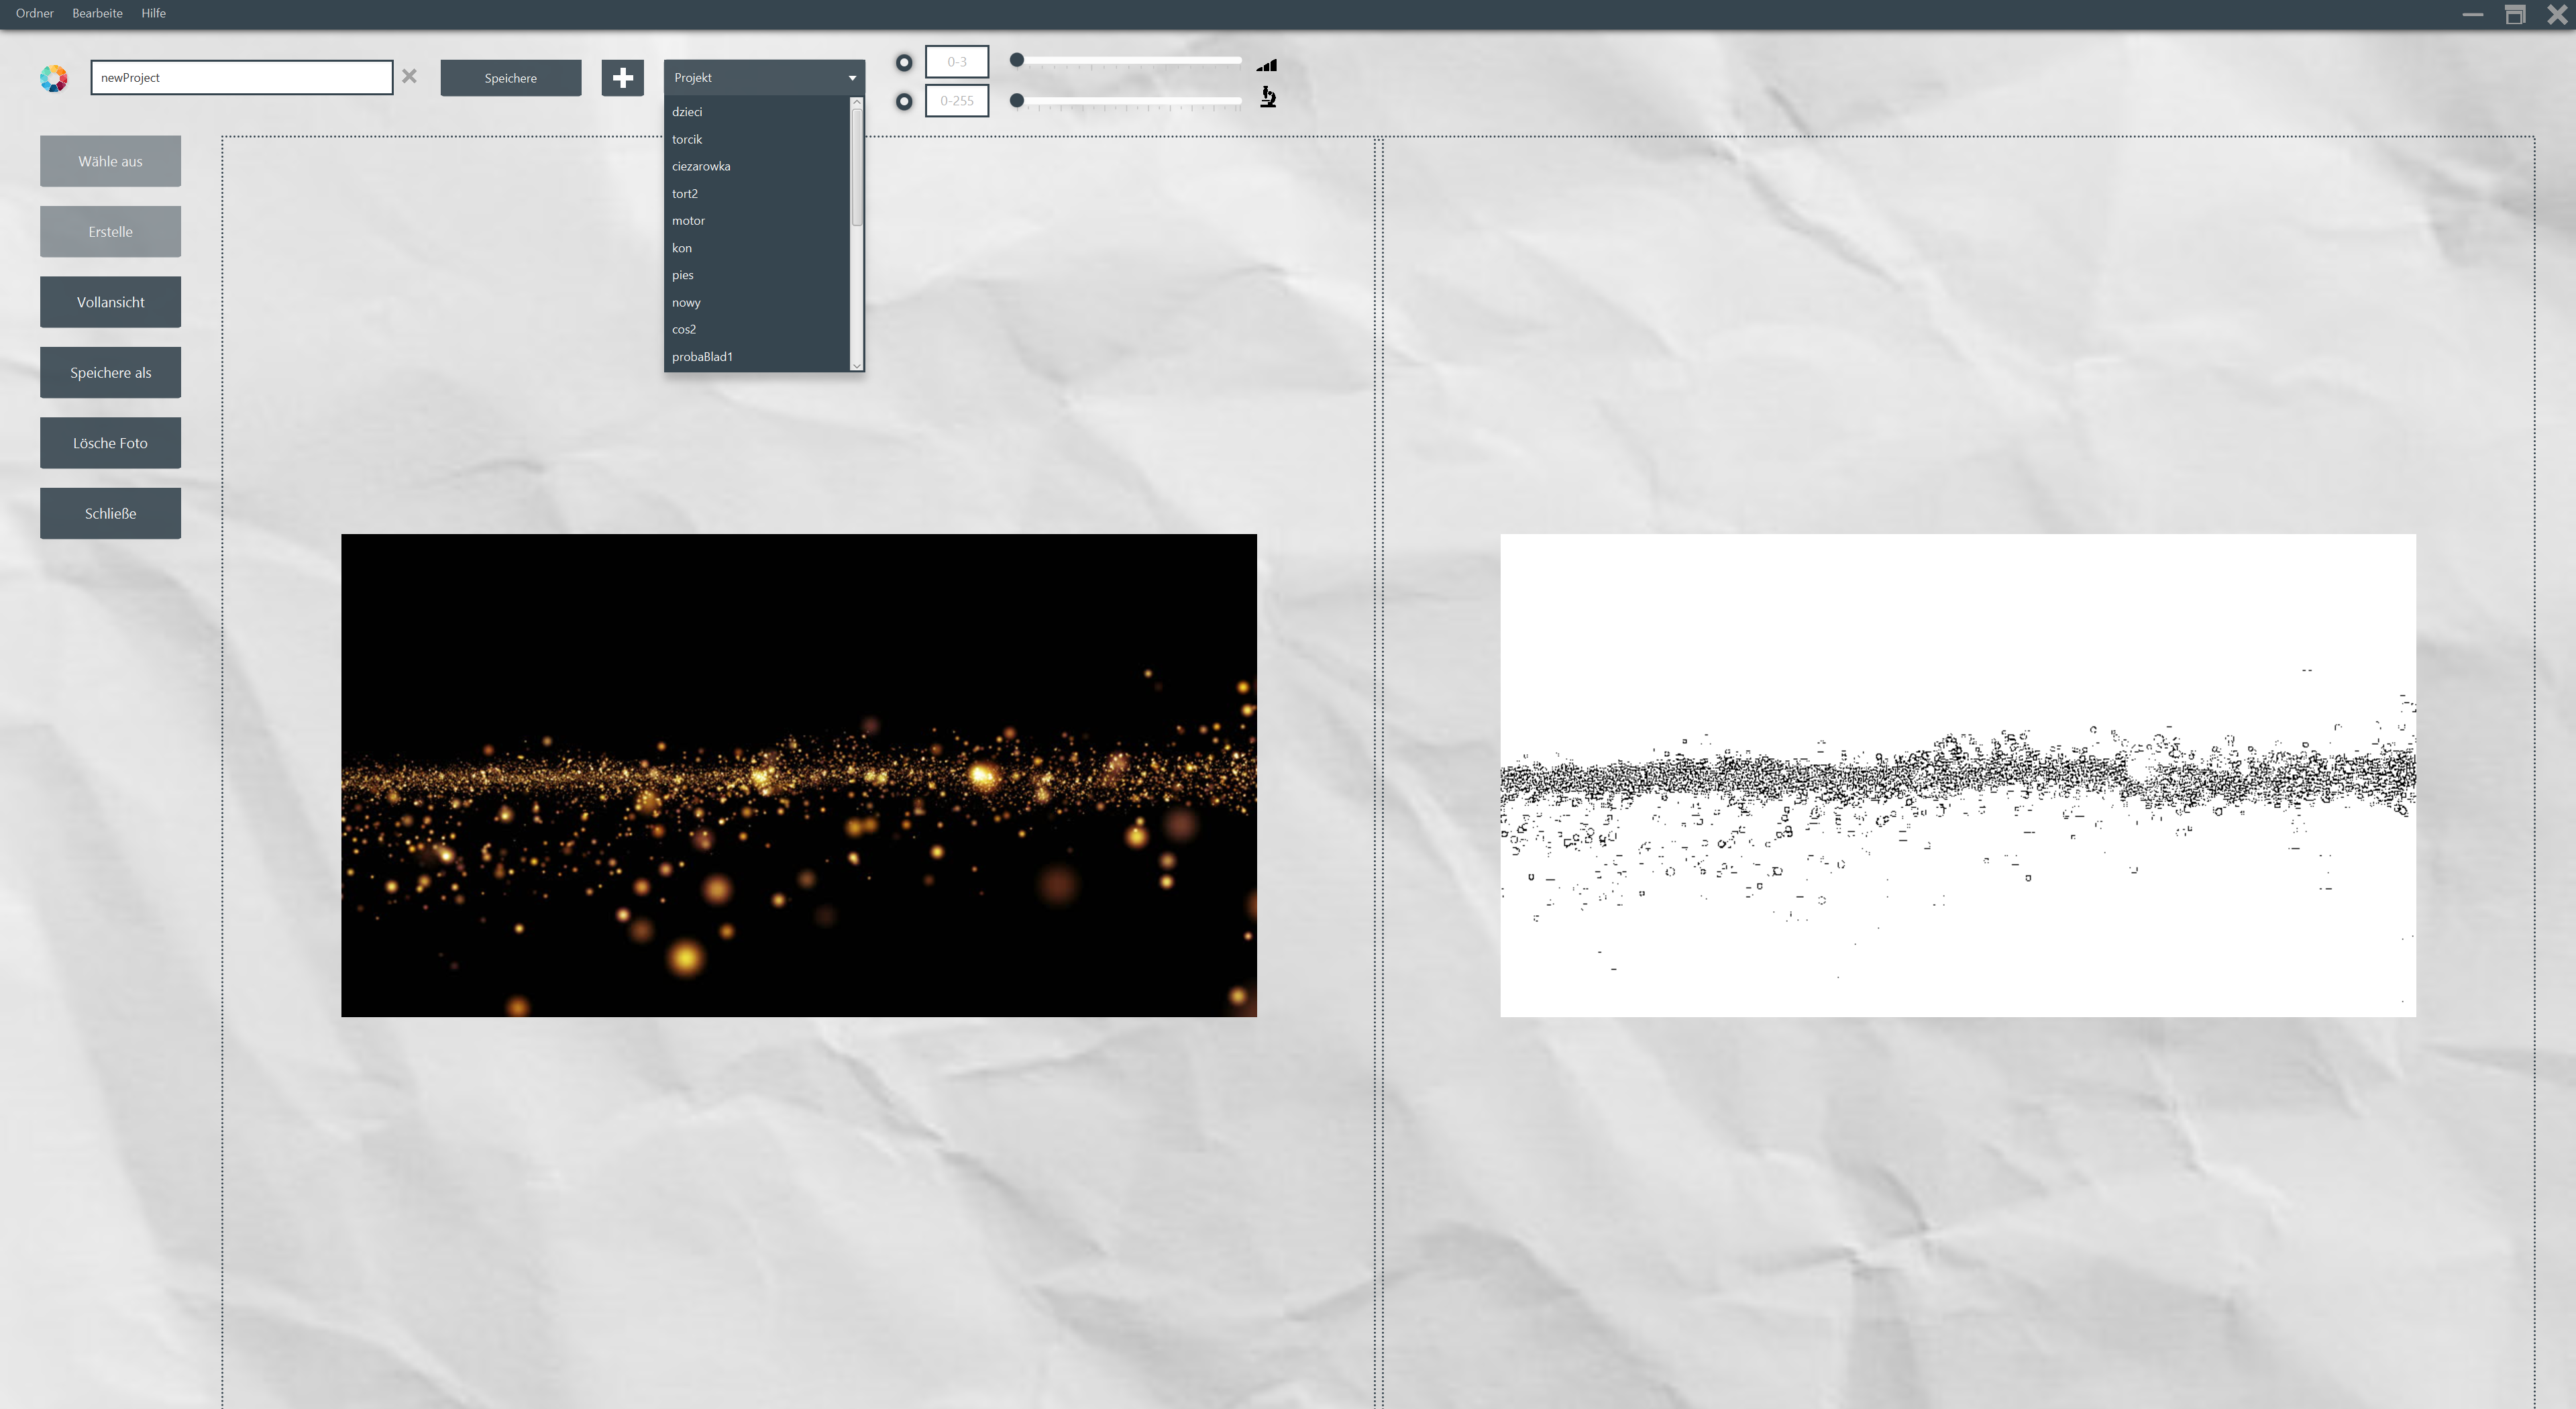 Ordner Bearbeite Hilfe
newProject
Speichere
Projekt
0-3
0-255
dzieci
torcik
ciezarowka
tort2
motor
kon
pies
nowy
cos2
probaBlad1
Wähle aus
Erstelle
Vollansicht
Speichere als
Lösche Foto
Schließe